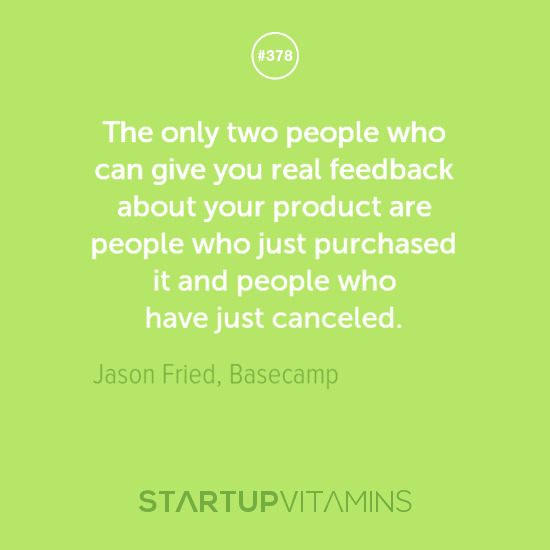 #378
The only two people who
can give you real feedback
about your product are
people who just purchased
it and people who
have just canceled.
Jason Fried, Basecamp
STARTUPVITAMINS